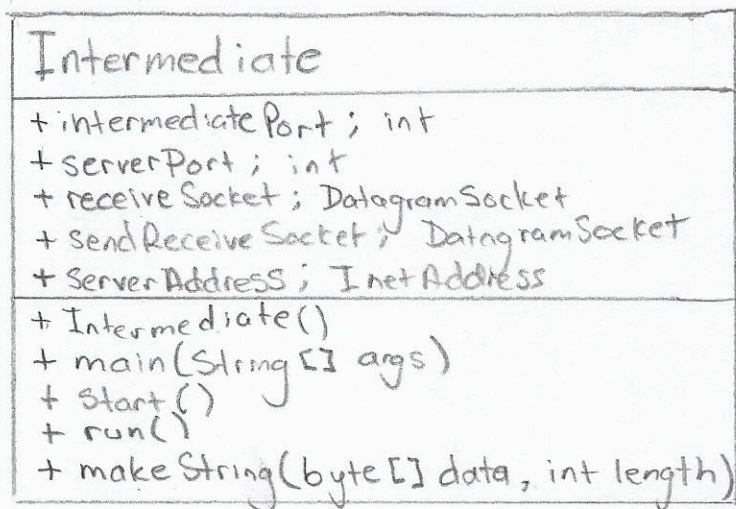 Intermediate
+ intermediatePort ; int
+ serverPort ; int
+ receiveSocket ; DatagramSocket
+ sendReceiveSocket ; DatagramSocket
+ serverAddress ; InetAddress
+ Intermediate()
+ main(String [] args)
+ start()
+ run()
+ makeString(byte [] data, int length)